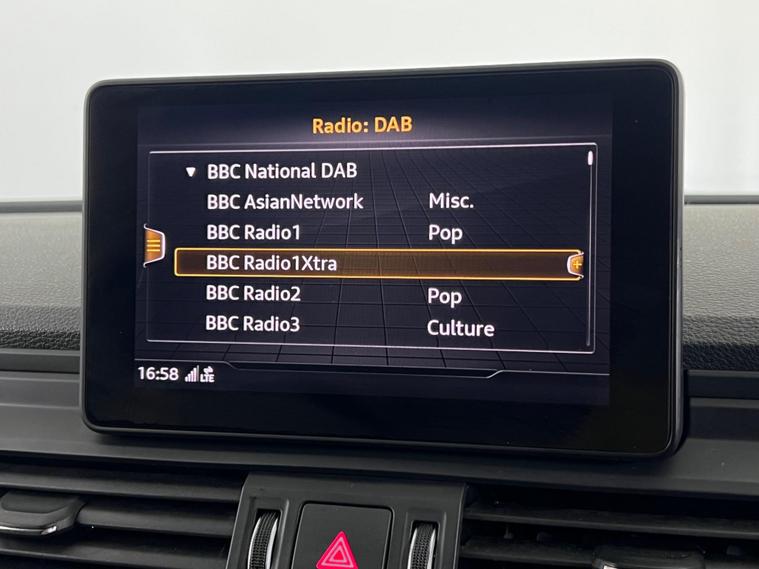 Radio: DAB
BBC National DAB
BBC AsianNetwork Misc.
BBC Radio1 Pop
BBC Radio1Xtra
BBC Radio2 Pop
BBC Radio3 Culture
16:58 LTE